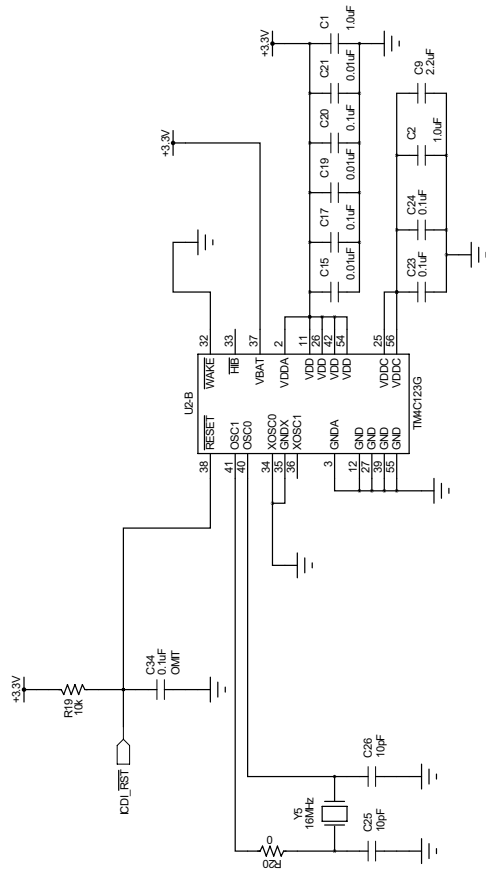 +3.3V
R19
10k
ICDI_RST
C34
0.1uF
OMIT
R20
0
Y5
16MHz
C25
10pF
C26
10pF
U2-B
38
RESET
41
OSC1
40
OSC0
34
XOSC0
35
GNDX
36
XOSC1
3
GNDA
12
GND
27
GND
39
GND
55
GND
WAKE
32
HIB
33
VBAT
37
VDDA
2
VDD
11
VDD
26
VDD
42
VDD
54
VDDC
25
VDDC
56
TM4C123G
+3.3V
+3.3V
C15
0.01uF
C17
0.1uF
C19
0.01uF
C20
0.1uF
C21
0.01uF
C1
1.0uF
C23
0.1uF
C24
0.1uF
C2
1.0uF
C9
2.2uF